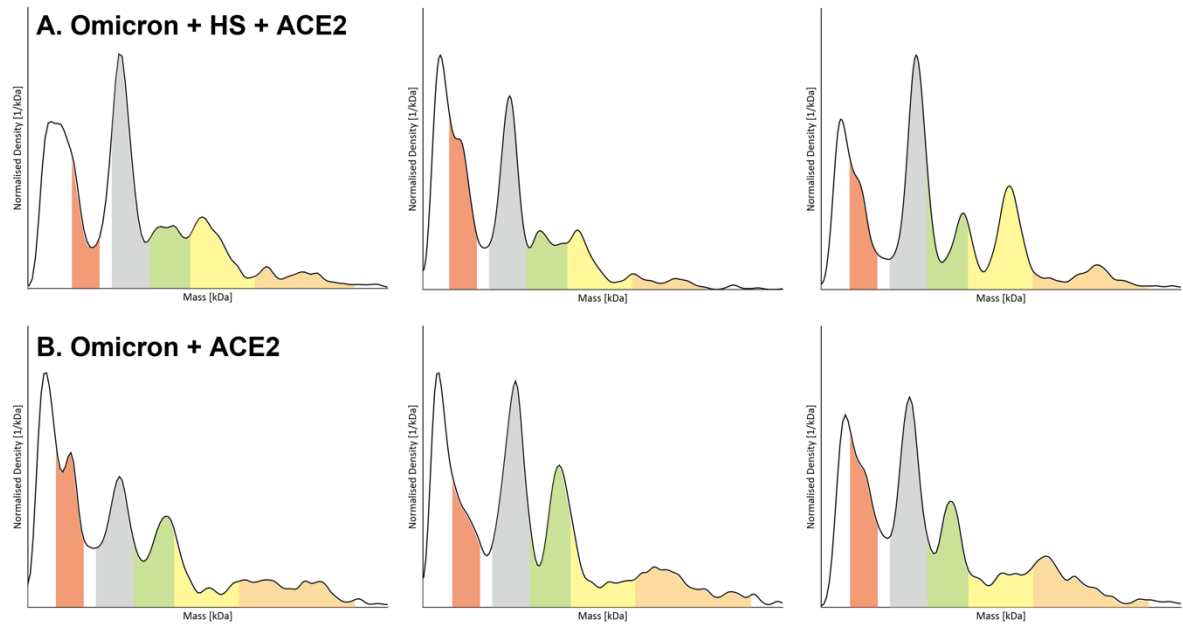 A. Omicron + HS + ACE2
Normalised Density [1/kDa]
Mass [kDa]
Normalised Density [1/kDa]
Mass [kDa]
Normalised Density [1/kDa]
Mass [kDa]
B. Omicron + ACE2
Normalised Density [1/kDa]
Mass [kDa]
Normalised Density [1/kDa]
Mass [kDa]
Normalised Density [1/kDa]
Mass [kDa]